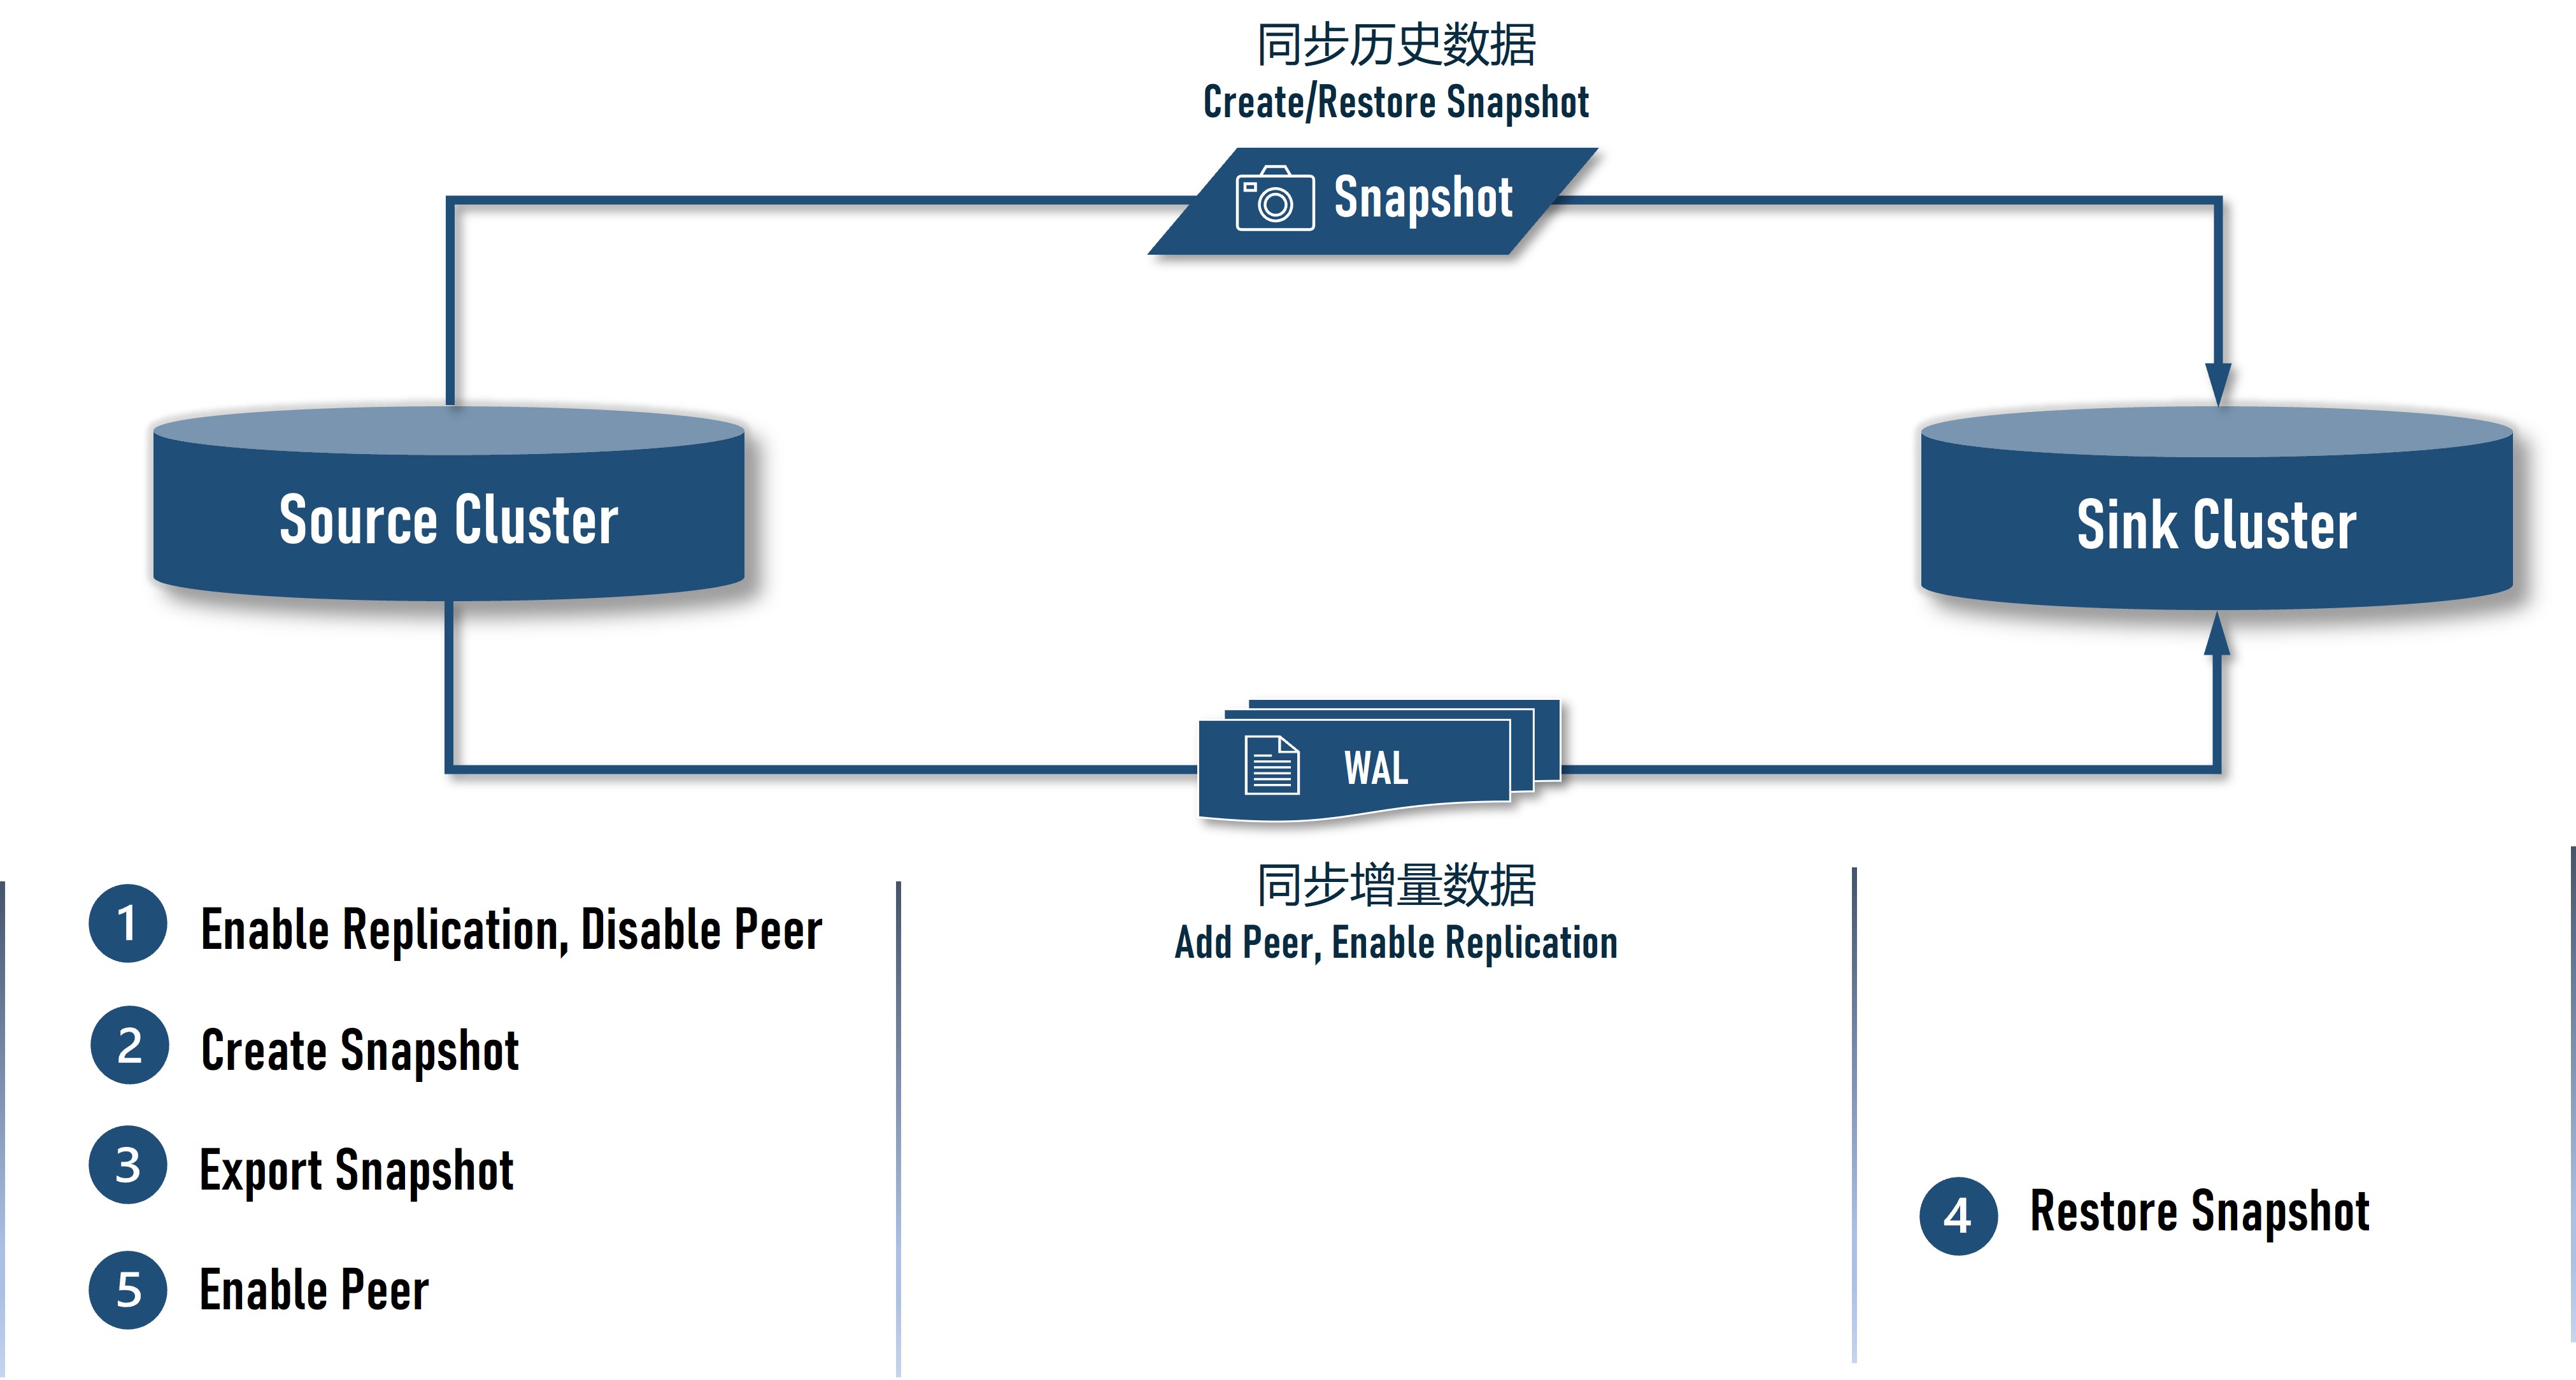 同步历史数据
Create/Restore Snapshot
Snapshot
Source Cluster
Sink Cluster
WAL
同步增量数据
Add Peer, Enable Replication
1 Enable Replication, Disable Peer
2 Create Snapshot
3 Export Snapshot
4 Restore Snapshot
5 Enable Peer